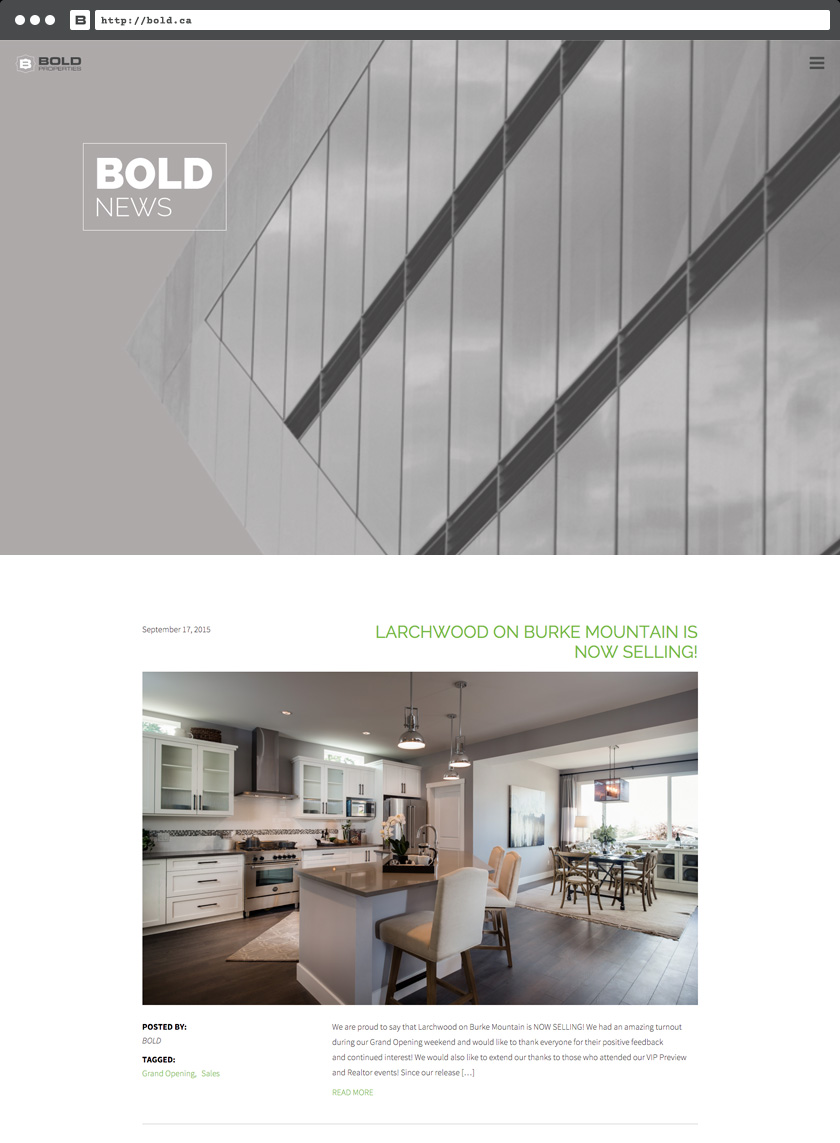 B
http://bold.ca
B BOLD
PROPERTIES
BOLD
NEWS
September 17, 2015
LARCHWOOD ON BURKE MOUNTAIN IS
NOW SELLING!
POSTED BY:
BOLD
TAGGED:
Grand Opening, Sales
We are proud to say that Larchwood on Burke Mountain is NOW SELLING! We had an amazing turnout
during our Grand Opening weekend and would like to thank everyone for their positive feedback
and continued interest! We would also like to extend our thanks to those who attended our VIP Preview
and Realtor events! Since our release [...]
READ MORE